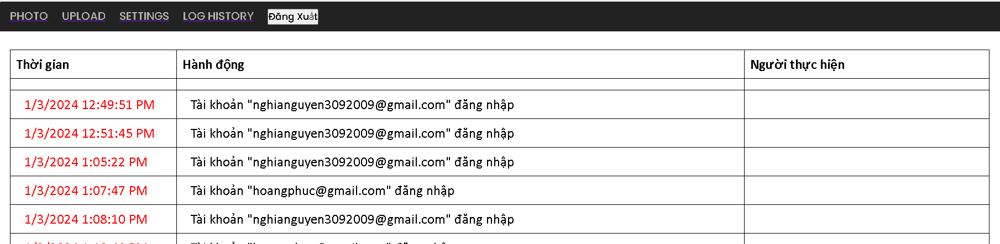 PHOTO UPLOAD SETTINGS LOG HISTORY Đăng Xuất
Thời gian Hành động Người thực hiện
1/3/2024 12:49:51 PM Tài khoản "nghianguyen3092009@gmail.com" đăng nhập
1/3/2024 12:51:45 PM Tài khoản "nghianguyen3092009@gmail.com" đăng nhập
1/3/2024 1:05:22 PM Tài khoản "nghianguyen3092009@gmail.com" đăng nhập
1/3/2024 1:07:47 PM Tài khoản "hoangphuc@gmail.com" đăng nhập
1/3/2024 1:08:10 PM Tài khoản "nghianguyen3092009@gmail.com" đăng nhập